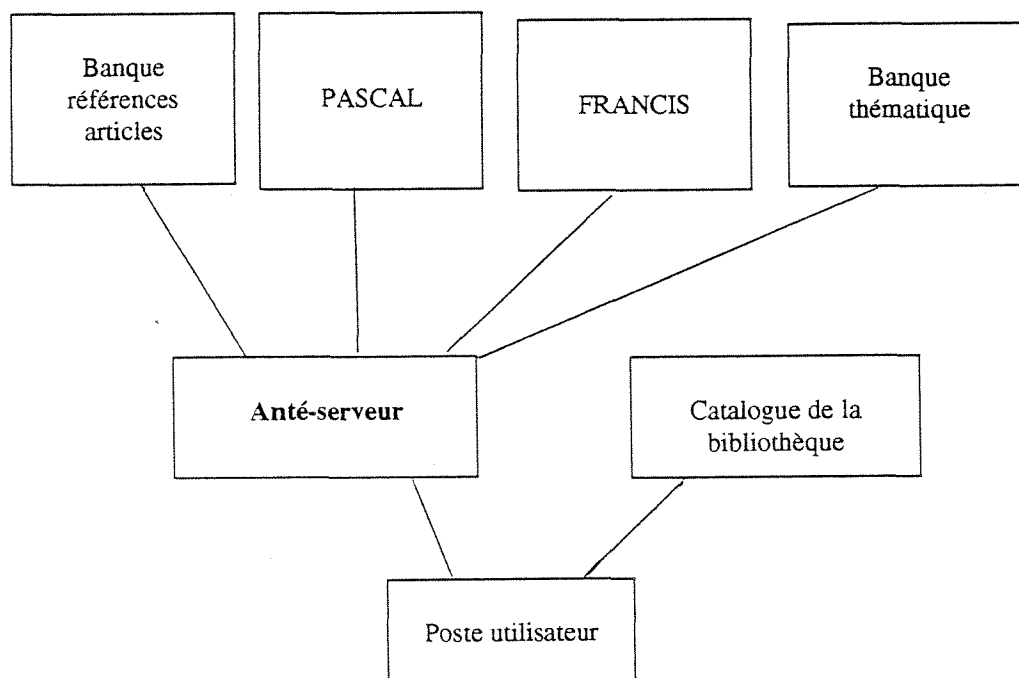 Banque
références
articles
PASCAL
FRANCIS
Banque
thématique
Anté-serveur
Catalogue de la
bibliothèque
Poste utilisateur